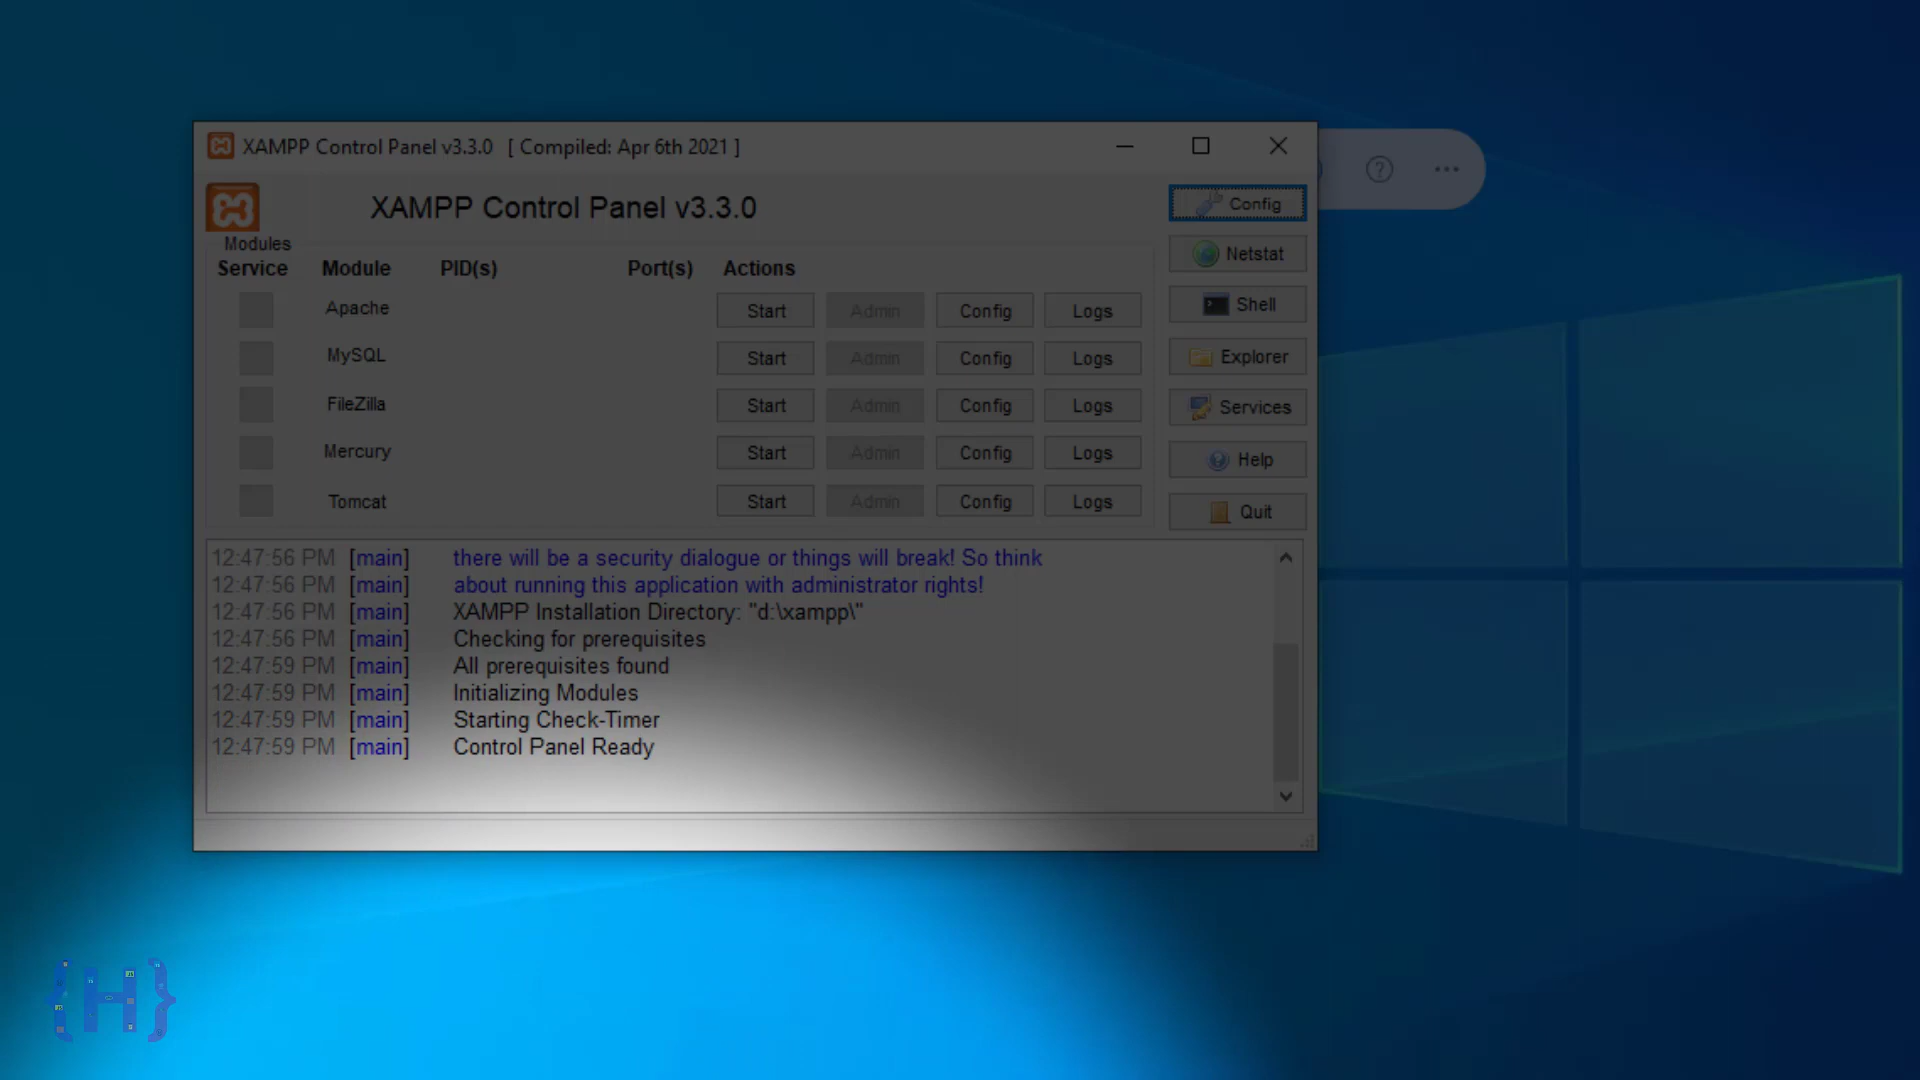 XAMPP Control Panel v3.3.0 [ Compiled: Apr 6th 2021 ]
XAMPP Control Panel v3.3.0
Config
Modules
Service Module PID(s) Port(s) Actions
Netstat
Apache Start Admin Config Logs
Shell
MySQL Start Admin Config Logs
Explorer
FileZilla Start Admin Config Logs
Services
Mercury Start Admin Config Logs
Help
Tomcat Start Admin Config Logs
Quit
12:47:56 PM [main] there will be a security dialogue or things will break! So think
12:47:56 PM [main] about running this application with administrator rights!
12:47:56 PM [main] XAMPP Installation Directory: "d:\xampp\"
12:47:56 PM [main] Checking for prerequisites
12:47:59 PM [main] All prerequisites found
12:47:59 PM [main] Initializing Modules
12:47:59 PM [main] Starting Check-Timer
12:47:59 PM [main] Control Panel Ready
{H}